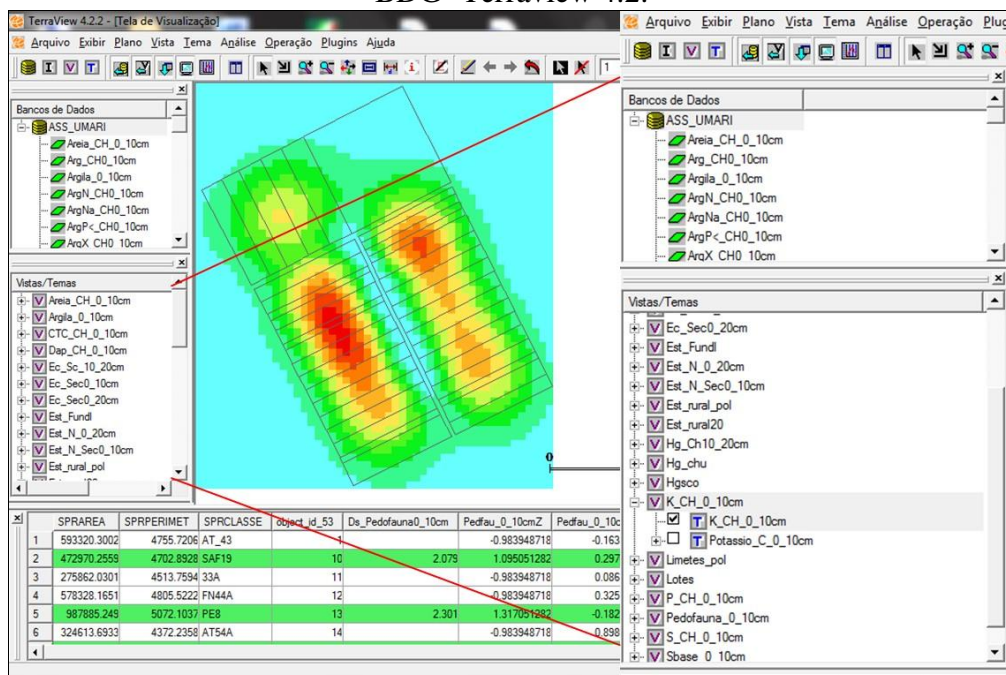 BDG Terraview 4.2.
TerraView 4.2.2 - [Tela de Visualização]
Arquivo Exibir Plano Vista Tema Análise Operação Plugins Ajuda
I V T
1
Bancos de Dados
ASS_UMARI
Areia_CH_0_10cm
Arg_CH0_10cm
Argila_0_10cm
ArgN_CH0_10cm
ArgNa_CH0_10cm
ArgP<_CH0_10cm
ArgX_CH0_10cm
Vistas/Temas
Areia_CH_0_10cm
Argila_0_10cm
CTC_CH_0_10cm
Dap_CH_0_10cm
Ec_Sc_10_20cm
Ec_Sec0_10cm
Ec_Sec0_20cm
Est_Fundl
Est_N_0_20cm
Est_N_Sec0_10cm
Est_rural_pol
0
SPRAREA SPRPERIMET SPRCLASSE object_id_53 Ds_Pedofauna0_10cm Pedfau_0_10cmZ Pedfau_0_10c
1 593320.3002 4755.7206 AT_43 1 -0.983948718 -0.163
2 472970.2559 4702.8928 SAF19 10 2.079 1.095051282 0.297
3 275862.0301 4513.7594 33A 11 -0.983948718 0.086
4 578328.1651 4805.5222 FN44A 12 -0.983948718 0.325
5 987885.249 5072.1037 PE8 13 2.301 1.317051282 -0.182
6 324613.6933 4372.2358 AT54A 14 -0.983948718 0.898
Arquivo Exibir Plano Vista Tema Análise Operação Plug
I V T
Bancos de Dados
ASS_UMARI
Areia_CH_0_10cm
Arg_CH0_10cm
Argila_0_10cm
ArgN_CH0_10cm
ArgNa_CH0_10cm
ArgP<_CH0_10cm
ArgX_CH0_10cm
Vistas/Temas
Ec_Sec0_20cm
Est_Fundl
Est_N_0_20cm
Est_N_Sec0_10cm
Est_rural_pol
Est_rural20
Hg_Ch10_20cm
Hg_chu
Hgsco
K_CH_0_10cm
K_CH_0_10cm
Potassio_C_0_10cm
Limetes_pol
Lotes
P_CH_0_10cm
Pedofauna_0_10cm
S_CH_0_10cm
Sbase_0_10cm